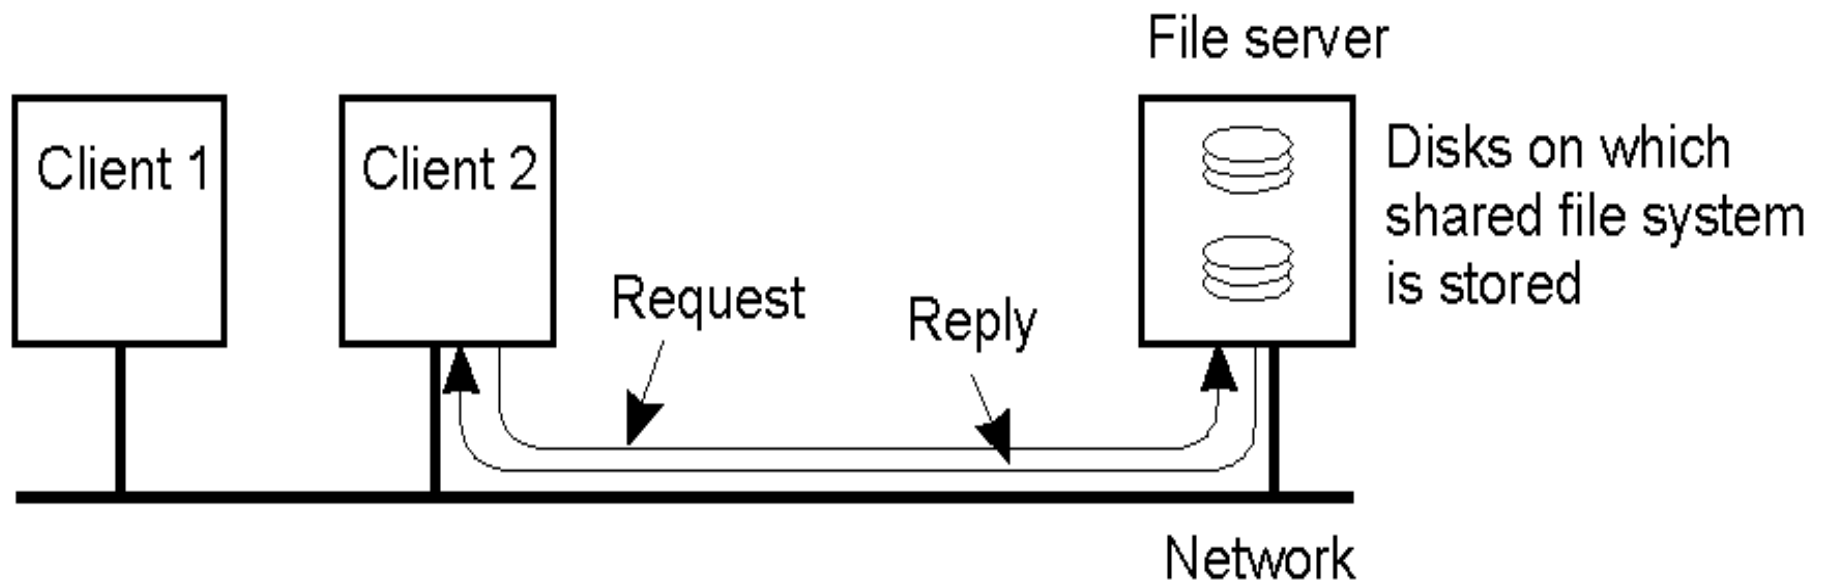 File server
Client 1
Client 2
Disks on which
shared file system
is stored
Request
Reply
Network